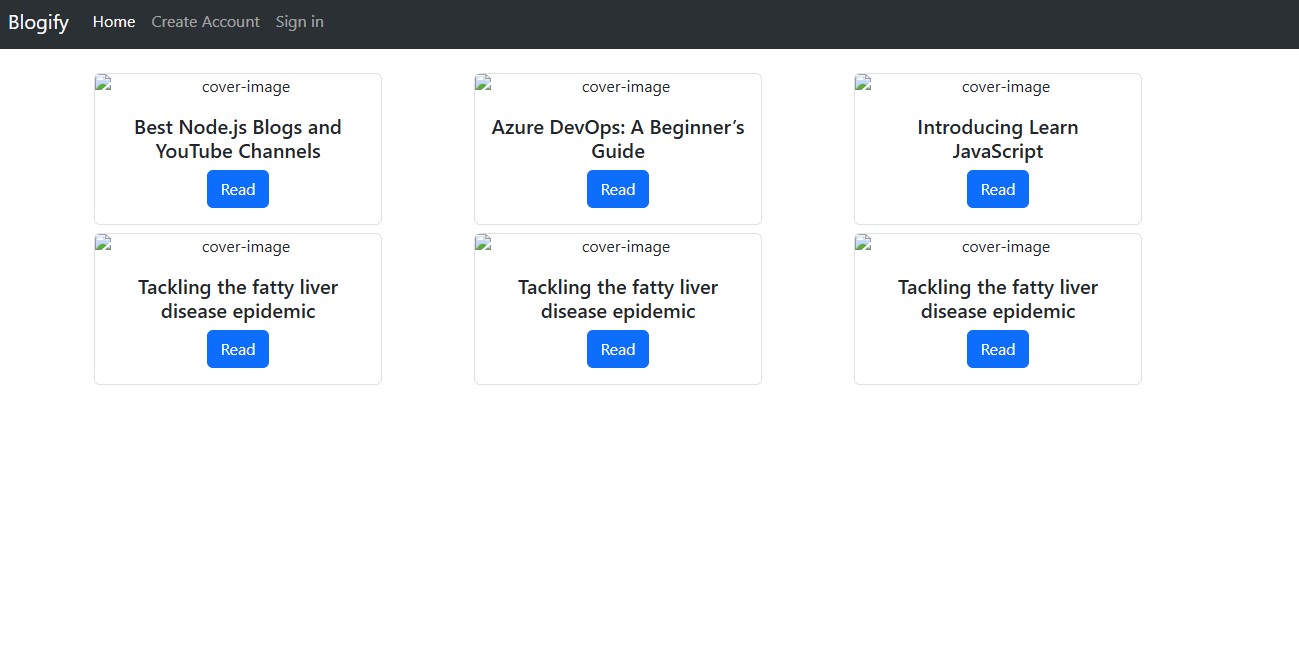 Blogify Home Create Account Sign in
cover-image cover-image cover-image
Best Node.js Blogs and
YouTube Channels
Read
Azure DevOps: A Beginner’s
Guide
Read
Introducing Learn
JavaScript
Read
cover-image cover-image cover-image
Tackling the fatty liver
disease epidemic
Read
Tackling the fatty liver
disease epidemic
Read
Tackling the fatty liver
disease epidemic
Read